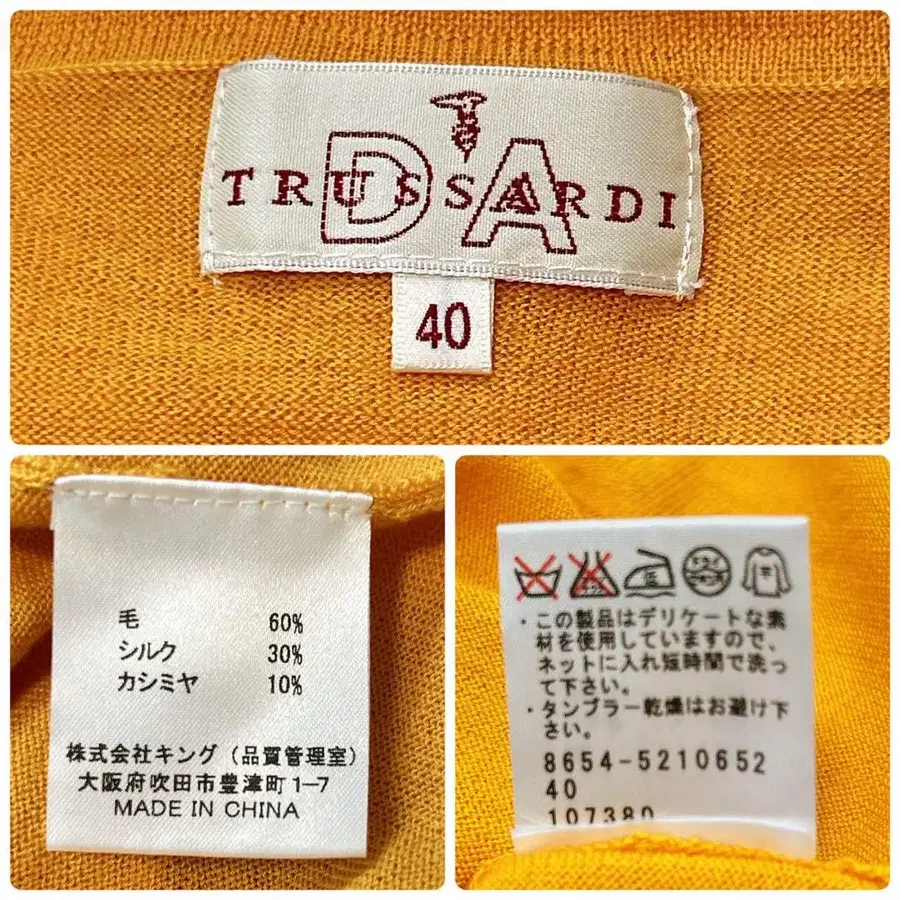 TRUSSARDI
DA
40
毛 60%
シルク 30%
カシミヤ 10%
株式会社キング (品質管理室)
大阪府吹田市豊津町1-7
MADE IN CHINA
低
ドライ
・この製品はデリケートな素
材を使用していますので、
ネットに入れ短時間で洗っ
て下さい。
・タンブラー乾燥はお避け下
さい。
8654-5210652
40
107380